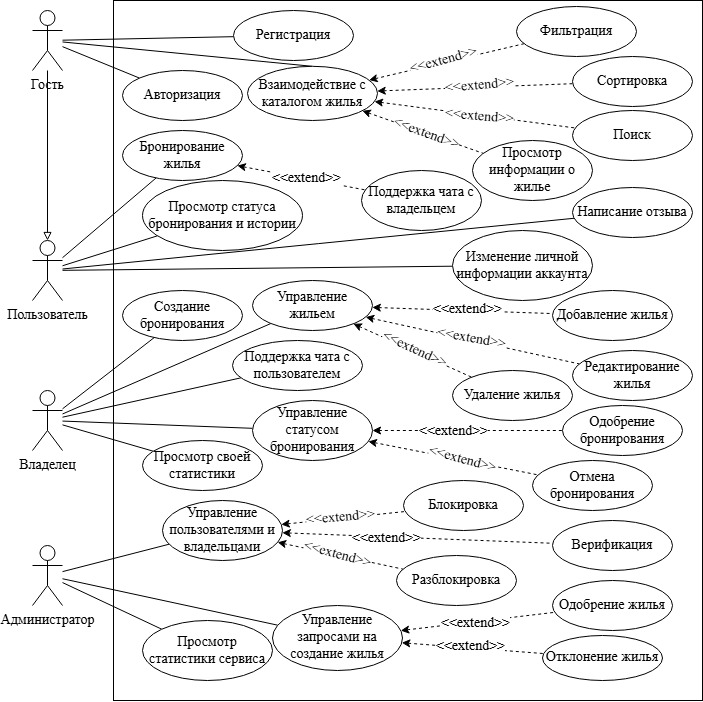 Гость
Регистрация
Авторизация
Взаимодействие с
каталогом жилья
<<extend>>
Фильтрация
<<extend>>
Сортировка
<<extend>>
Поиск
<<extend>>
Просмотр
информации о
жилье
Бронирование
жилья
<<extend>>
Поддержка чата с
владельцем
Просмотр статуса
бронирования и истории
Написание отзыва
Изменение личной
информации аккаунта
Пользователь
Создание
бронирования
Управление
жильем
<<extend>>
Добавление жилья
<<extend>>
Редактирование
жилья
<<extend>>
Удаление жилья
Поддержка чата с
пользователем
Управление
статусом
бронирования
<<extend>>
Одобрение
бронирования
<<extend>>
Отмена
бронирования
Владелец
Просмотр своей
статистики
Управление
пользователями и
владельцами
<<extend>>
Блокировка
<<extend>>
Верификация
<<extend>>
Разблокировка
Администратор
Управление
запросами на
создание жилья
<<extend>>
Одобрение жилья
<<extend>>
Отклонение жилья
Просмотр
статистики сервиса